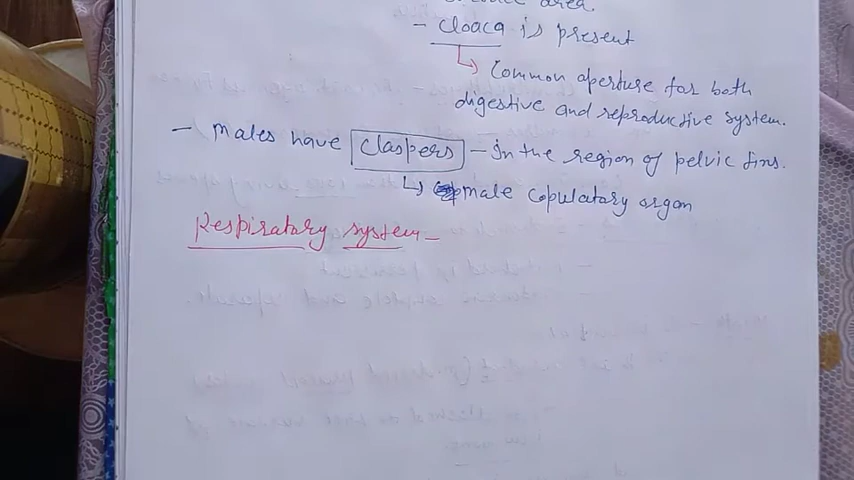 area.
- Cloaca is present
↳ Common aperture for both
digestive and reproductive system.
- Males have Claspers - in the region of pelvic fins.
↳ male copulatory organ
Respiratory system -